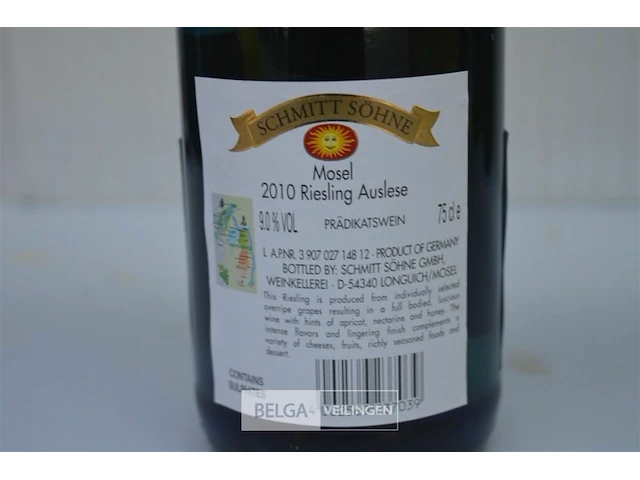 SCHMITT SÖHNE
Mosel
2010 Riesling Auslese
9.0 % VOL PRÄDIKATSWEIN 75 cl e
L A.P.NR. 3 907 027 148 12 · PRODUCT OF GERMANY
BOTTLED BY: SCHMITT SÖHNE GMBH,
WEINKELLEREI · D-54340 LONGUICH/MOSEL
This Riesling is produced from individually selected
overripe grapes resulting in a full bodied, luscious
wine with hints of apricot, nectarine and honey. The
intense flavors and lingering finish complements a
variety of cheeses, fruits, richly seasoned foods and
dessert.
CONTAINS
SULPHITES
7039
BELGA VEILINGEN